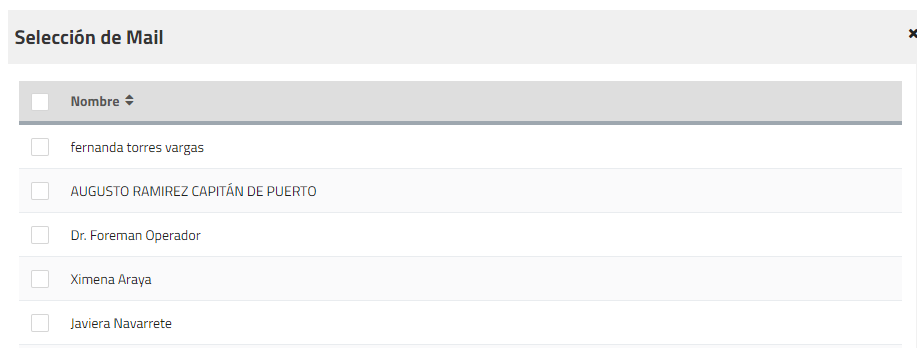 Selección de Mail
Nombre
fernanda torres vargas
AUGUSTO RAMIREZ CAPITÁN DE PUERTO
Dr. Foreman Operador
Ximena Araya
Javiera Navarrete